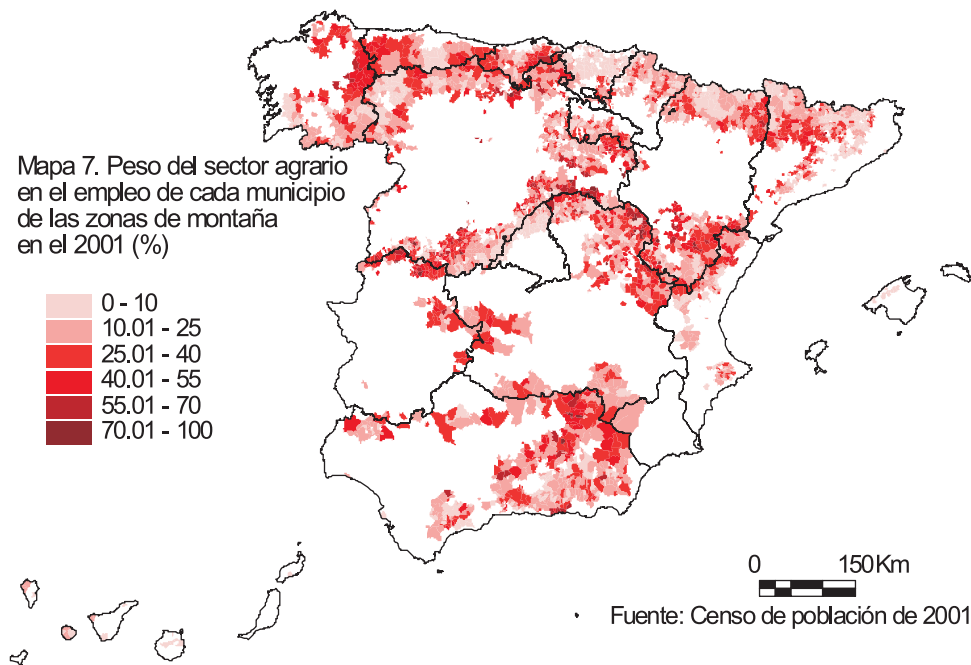 Mapa 7. Peso del sector agrario
en el empleo de cada municipio
de las zonas de montaña
en el 2001 (%)
0 - 10
10.01 - 25
25.01 - 40
40.01 - 55
55.01 - 70
70.01 - 100
0 150Km
Fuente: Censo de población de 2001